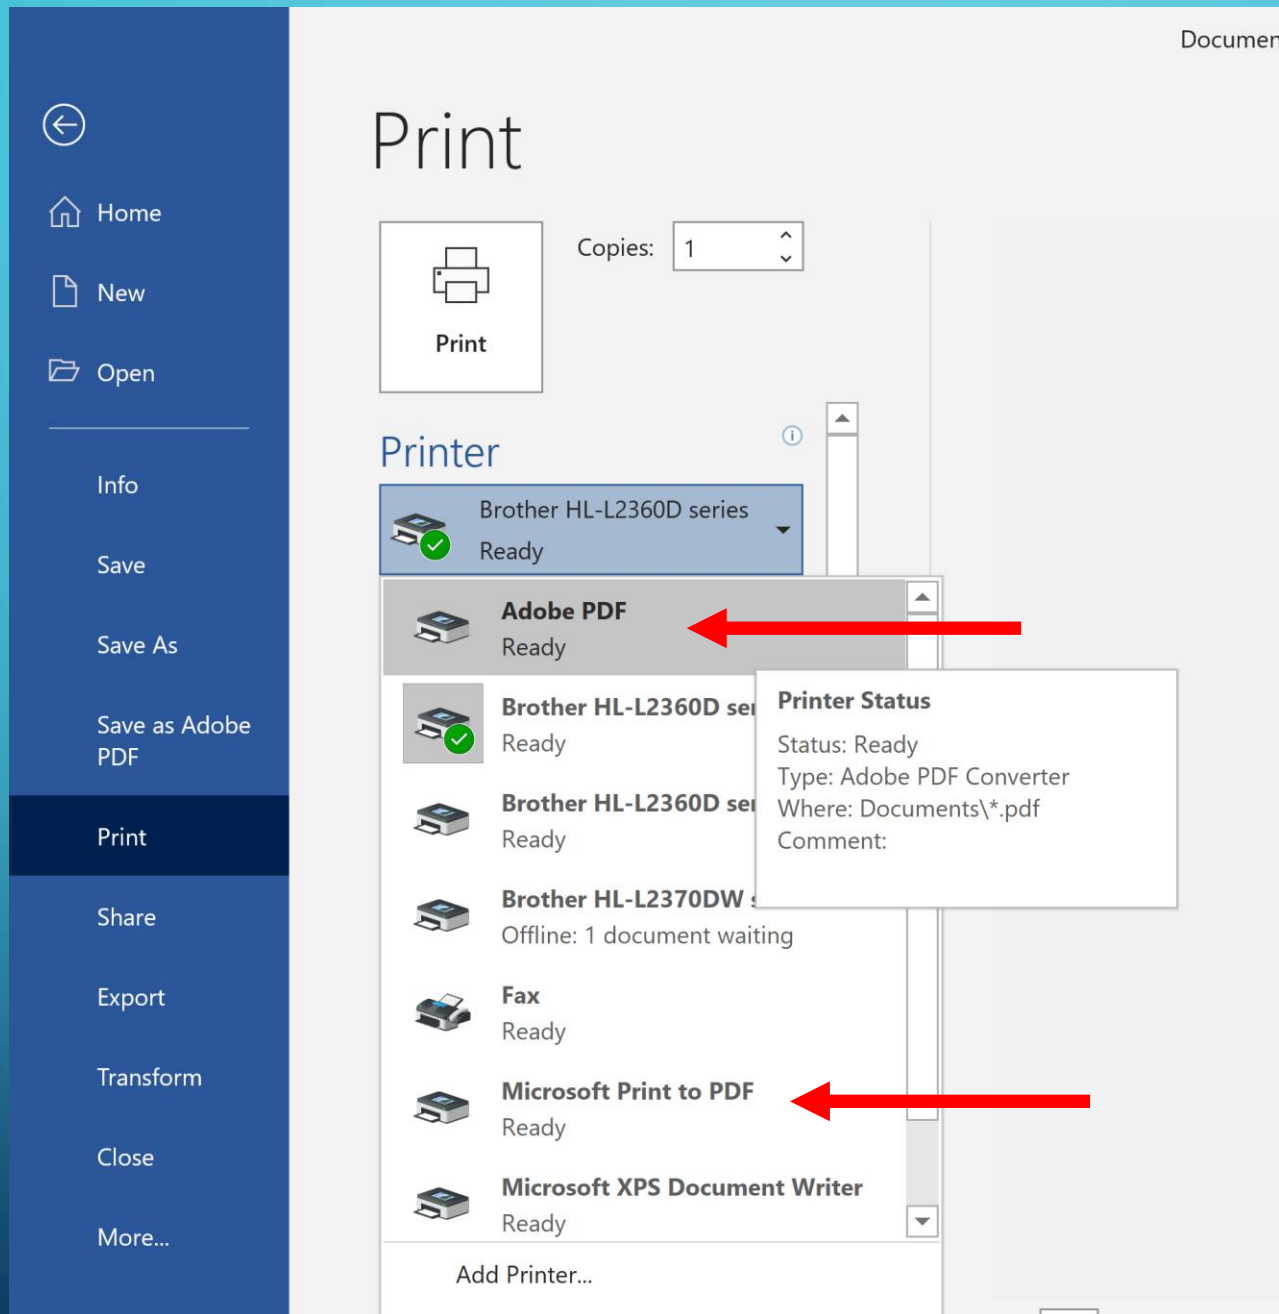 Documen
Print
Home
New
Open
Info
Save
Save As
Save as Adobe
PDF
Print
Share
Export
Transform
Close
More...
Print
Copies: 1
Printer
Brother HL-L2360D series
Ready
Adobe PDF
Ready
Brother HL-L2360D ser
Ready
Brother HL-L2360D ser
Ready
Brother HL-L2370DW s
Offline: 1 document waiting
Fax
Ready
Microsoft Print to PDF
Ready
Microsoft XPS Document Writer
Ready
Add Printer...
Printer Status
Status: Ready
Type: Adobe PDF Converter
Where: Documents\*.pdf
Comment: